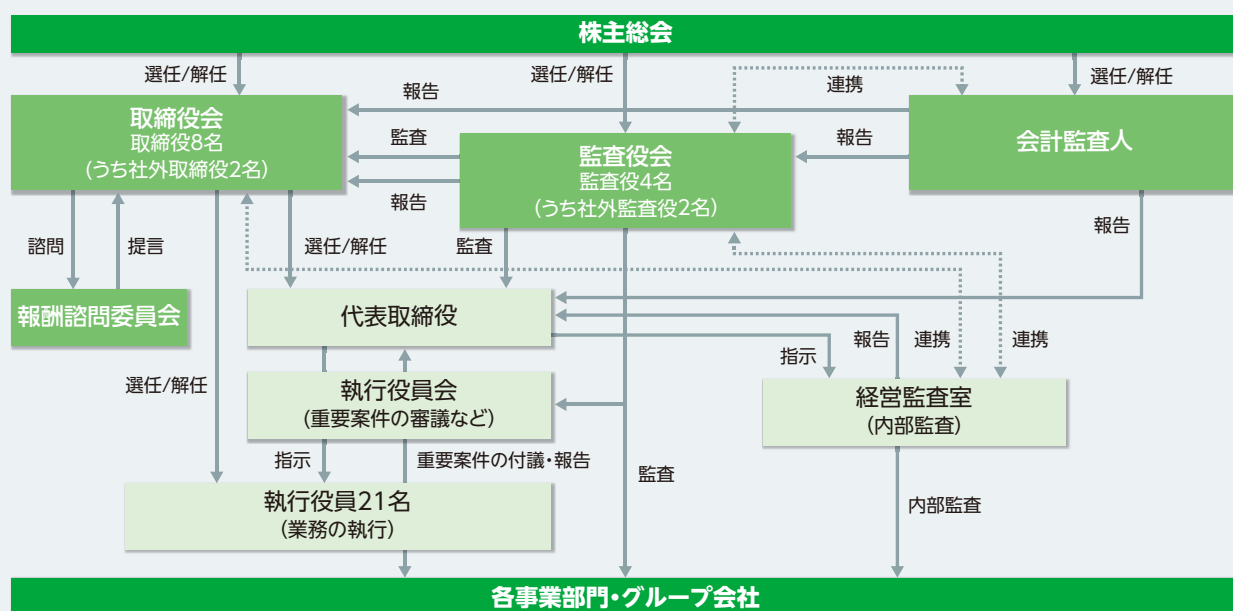 株主総会
選任/解任
選任/解任
連携
選任/解任
報告
取締役会
取締役8名
(うち社外取締役2名)
監査
報告
監査役会
監査役4名
(うち社外監査役2名)
報告
会計監査人
諮問
提言
選任/解任
監査
報告
報酬諮問委員会
代表取締役
指示
報告
連携
連携
選任/解任
執行役員会
(重要案件の審議など)
経営監査室
(内部監査)
指示
重要案件の付議・報告
監査
執行役員21名
(業務の執行)
内部監査
各事業部門・グループ会社